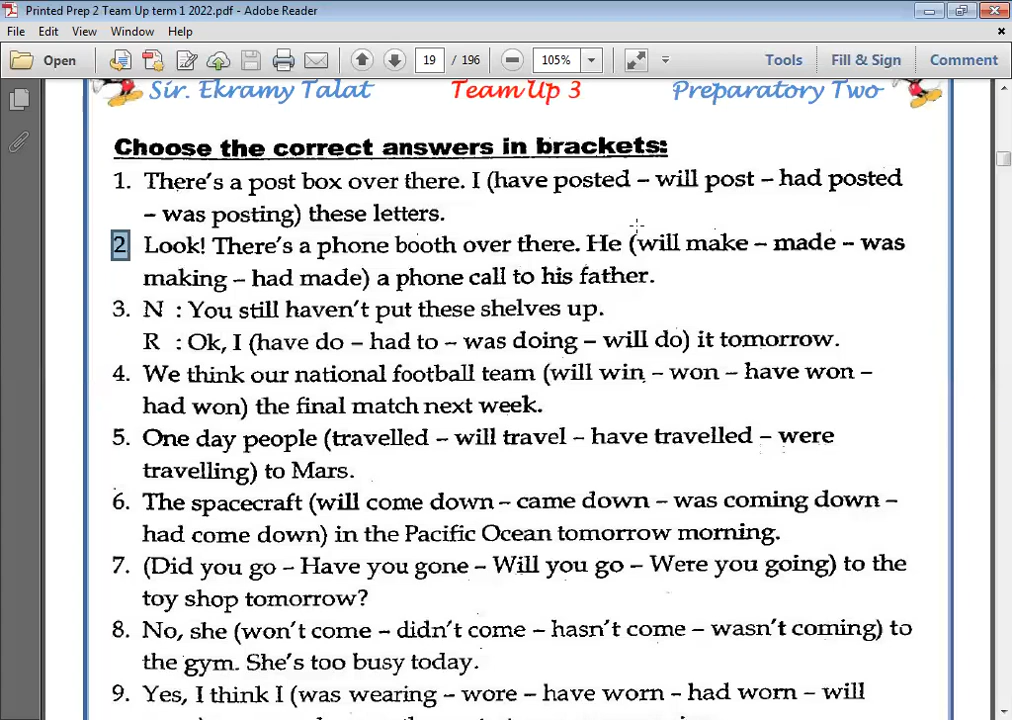 Printed Prep 2 Team Up term 1 2022.pdf - Adobe Reader
File Edit View Window Help
Open 19 / 196 105% Tools Fill & Sign Comment
Sir. Ekramy Talat Team Up 3 Preparatory Two
Choose the correct answers in brackets:
1. There's a post box over there. I (have posted – will post – had posted
– was posting) these letters.
2 Look! There's a phone booth over there. He (will make – made – was
making – had made) a phone call to his father.
3. N : You still haven't put these shelves up.
R : Ok, I (have do – had to – was doing – will do) it tomorrow.
4. We think our national football team (will win – won – have won –
had won) the final match next week.
5. One day people (travelled – will travel – have travelled – were
travelling) to Mars.
6. The spacecraft (will come down – came down – was coming down –
had come down) in the Pacific Ocean tomorrow morning.
7. (Did you go – Have you gone – Will you go – Were you going) to the
toy shop tomorrow?
8. No, she (won't come – didn't come – hasn't come – wasn't coming) to
the gym. She's too busy today.
9. Yes, I think I (was wearing – wore – have worn – had worn – will